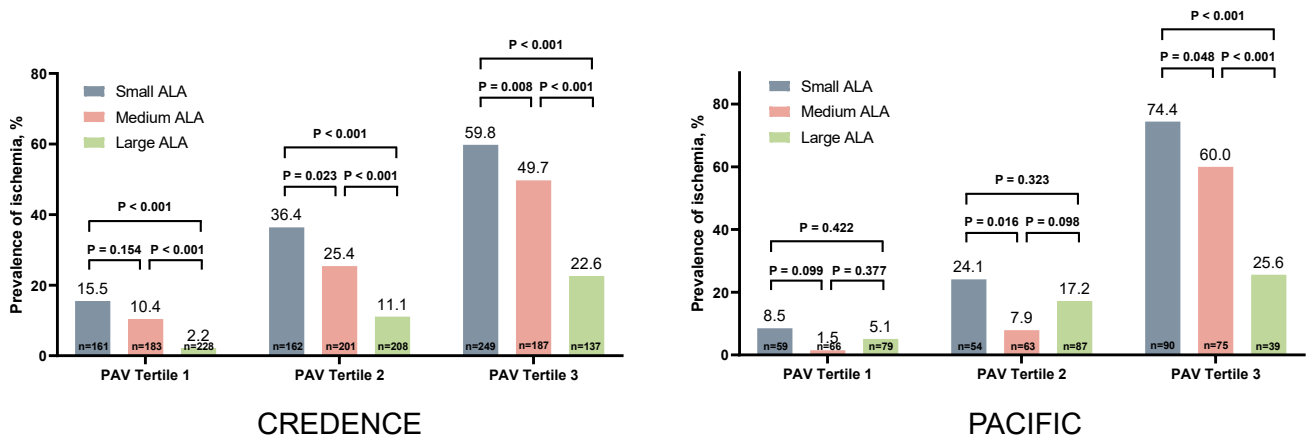 P < 0.001
P = 0.008 P < 0.001
80
Small ALA
Medium ALA
Large ALA
Prevalence of ischemia, %
60
40
20
0
P < 0.001
P = 0.023 P < 0.001
P < 0.001
P = 0.154 P < 0.001
15.5 10.4 2.2
36.4 25.4 11.1
59.8 49.7 22.6
n=161 n=183 n=228 n=162 n=201 n=208 n=249 n=187 n=137
PAV Tertile 1 PAV Tertile 2 PAV Tertile 3
CREDENCE
P < 0.001
P = 0.048 P < 0.001
Small ALA
Medium ALA
Large ALA
Prevalence of ischemia, %
80
60
40
20
0
P = 0.323
P = 0.016 P = 0.098
P = 0.422
P = 0.099 P = 0.377
8.5 1.5 5.1
24.1 7.9 17.2
74.4 60.0 25.6
n=59 n=66 n=79 n=54 n=63 n=87 n=90 n=75 n=39
PAV Tertile 1 PAV Tertile 2 PAV Tertile 3
PACIFIC